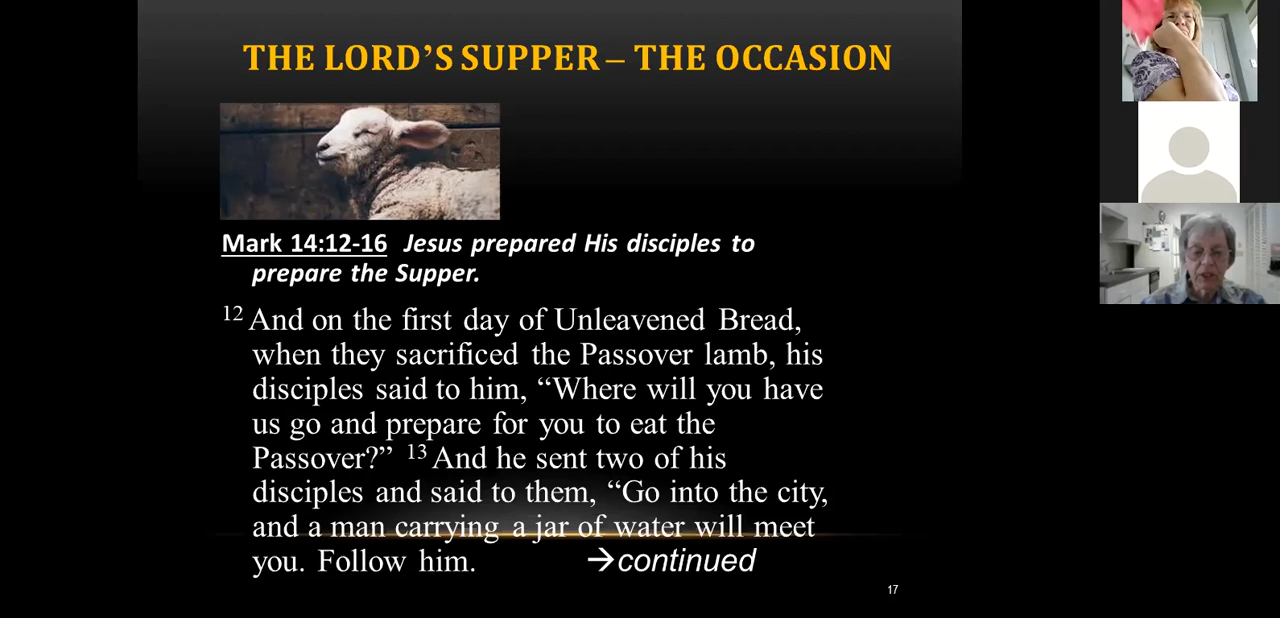 THE LORD’S SUPPER – THE OCCASION
Mark 14:12-16 Jesus prepared His disciples to
prepare the Supper.
12 And on the first day of Unleavened Bread,
when they sacrificed the Passover lamb, his
disciples said to him, “Where will you have
us go and prepare for you to eat the
Passover?” 13 And he sent two of his
disciples and said to them, “Go into the city,
and a man carrying a jar of water will meet
you. Follow him. →continued
17